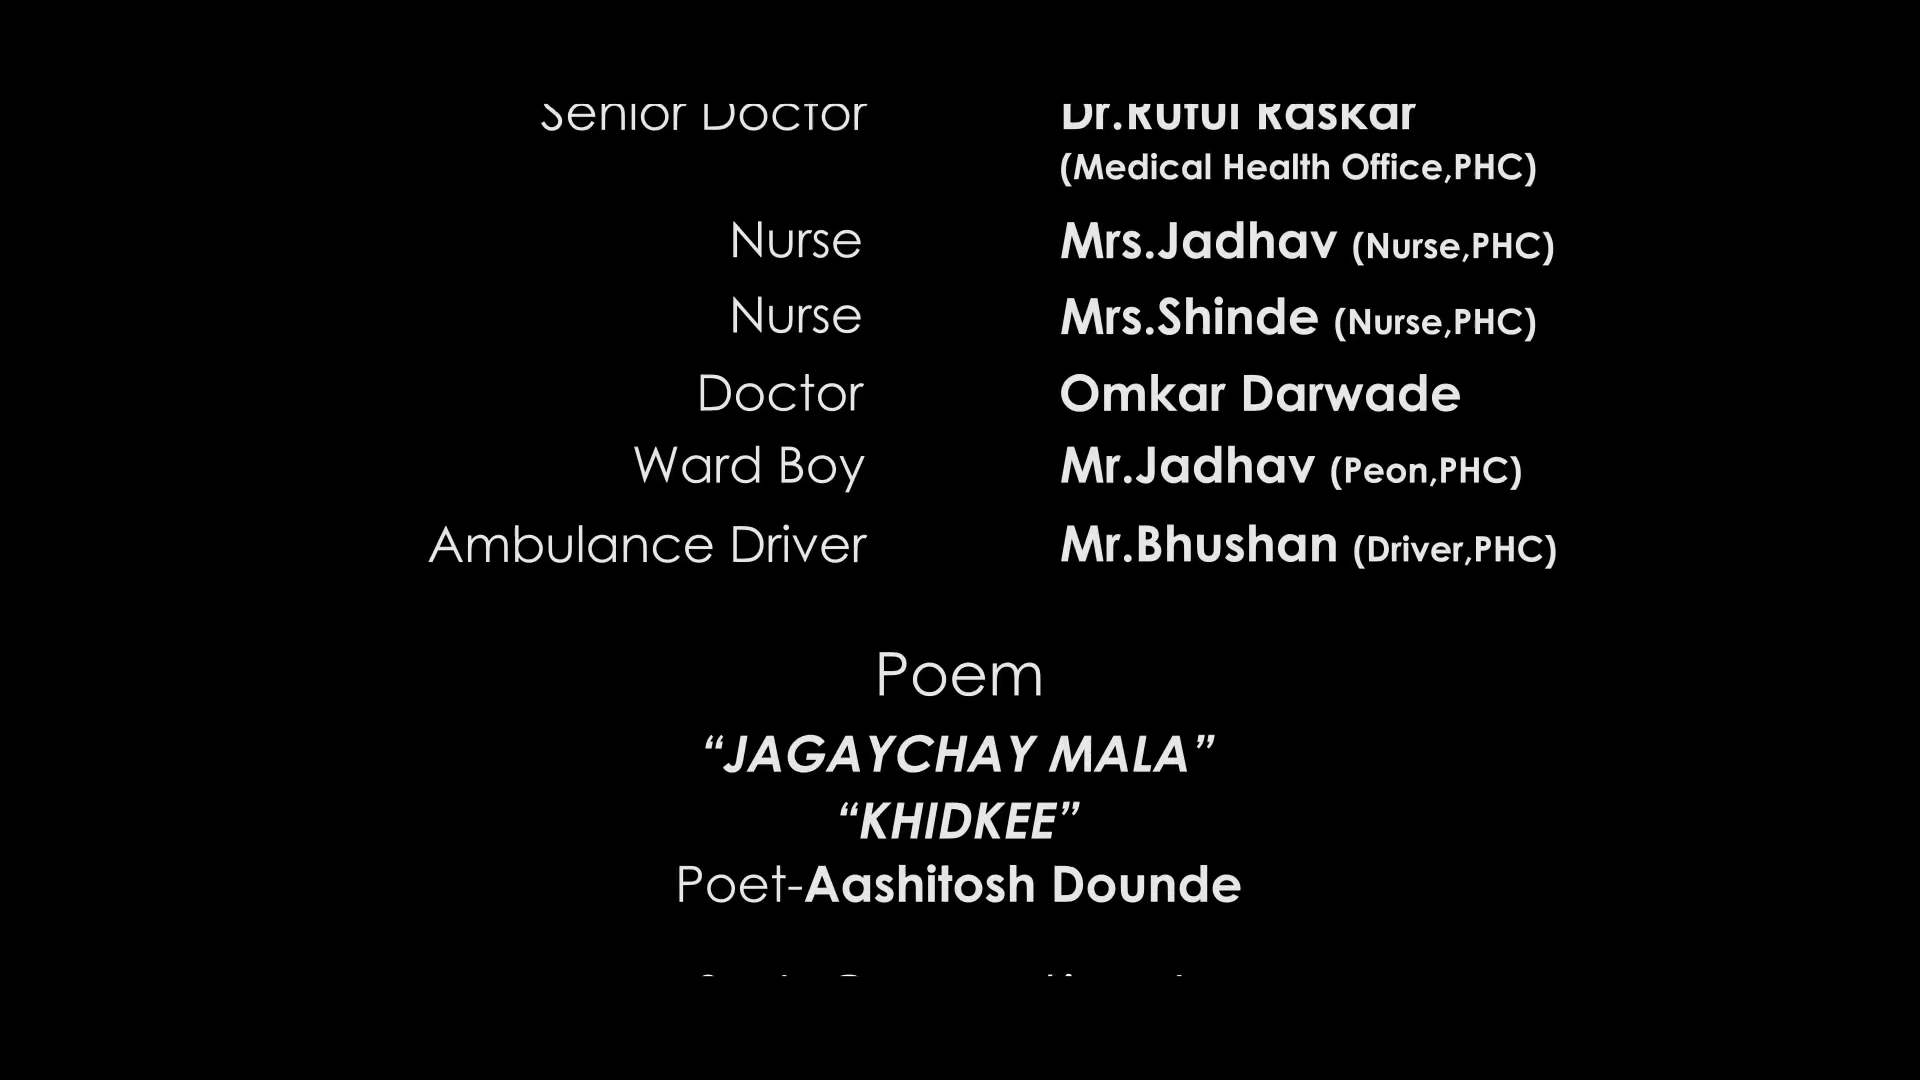 Senior Doctor Dr.Rutul Raskar
(Medical Health Office,PHC)
Nurse Mrs.Jadhav (Nurse,PHC)
Nurse Mrs.Shinde (Nurse,PHC)
Doctor Omkar Darwade
Ward Boy Mr.Jadhav (Peon,PHC)
Ambulance Driver Mr.Bhushan (Driver,PHC)
Poem
“JAGAYCHAY MALA”
“KHIDKEE”
Poet-Aashitosh Dounde